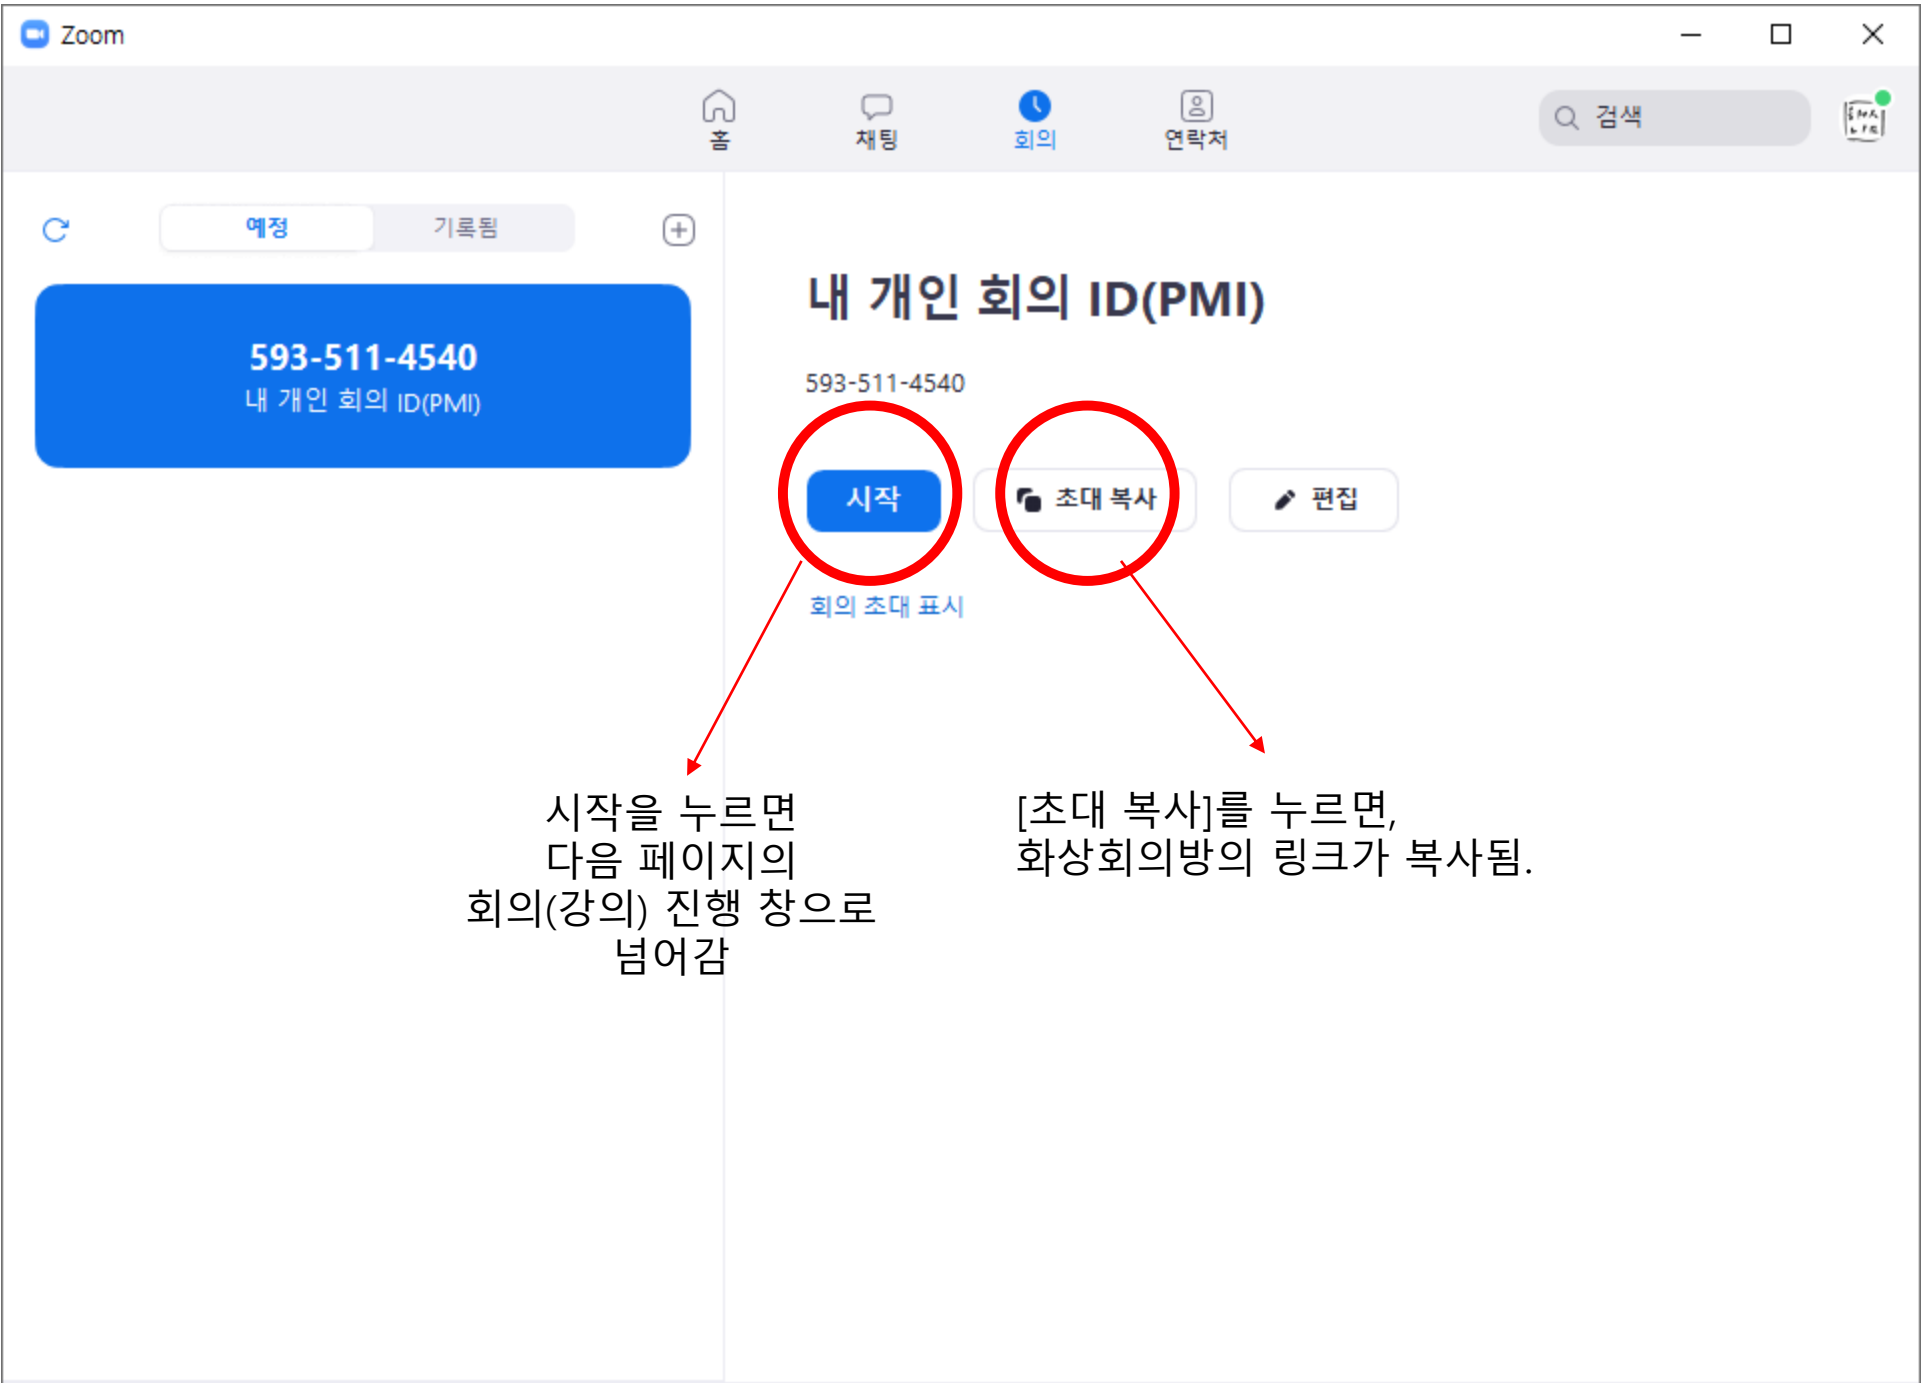 Zoom
홈
채팅
회의
연락처
검색
예정
기록됨
593-511-4540
내 개인 회의 ID(PMI)
내 개인 회의 ID(PMI)
593-511-4540
시작
초대 복사
편집
회의 초대 표시
시작을 누르면
다음 페이지의
회의(강의) 진행 창으로
넘어감
[초대 복사]를 누르면,
화상회의방의 링크가 복사됨.